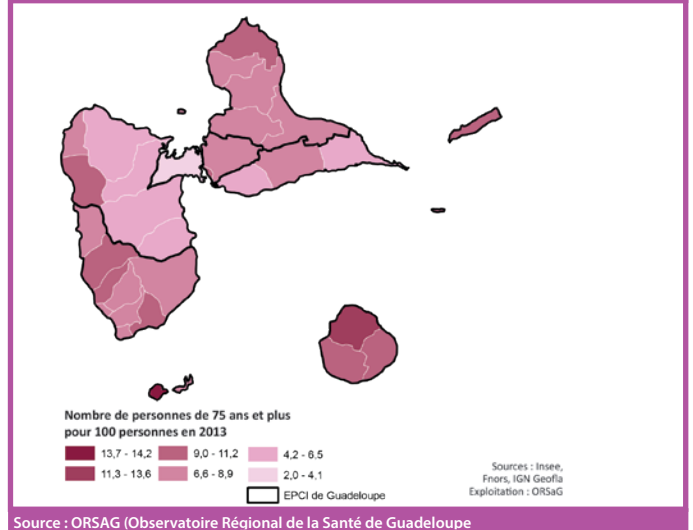 Nombre de personnes de 75 ans et plus
pour 100 personnes en 2013
13,7 - 14,2
9,0 - 11,2
4,2 - 6,5
11,3 - 13,6
6,6 - 8,9
2,0 - 4,1
EPCI de Guadeloupe
Sources : Insee,
Fnors, IGN Geofla
Exploitation : ORSaG
Source : ORSAG (Observatoire Régional de la Santé de Guadeloupe